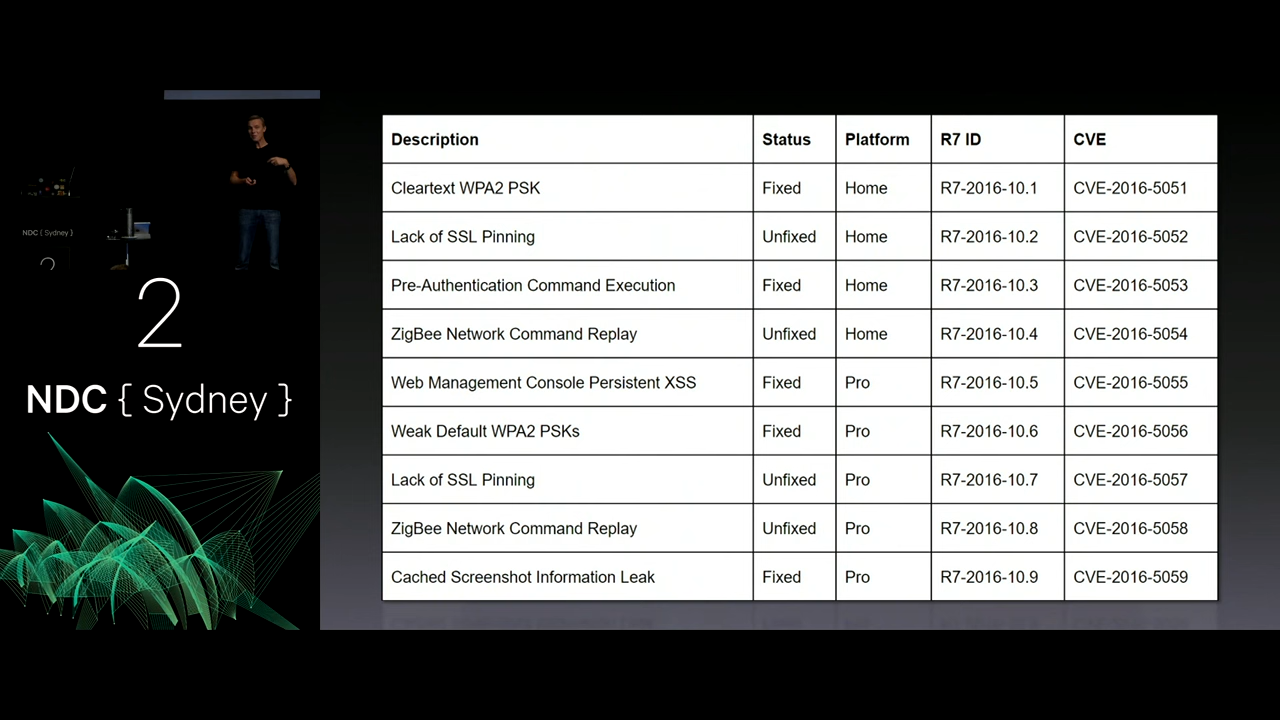 NDC { Sydney }
2
NDC { Sydney }
Description Status Platform R7 ID CVE
Cleartext WPA2 PSK Fixed Home R7-2016-10.1 CVE-2016-5051
Lack of SSL Pinning Unfixed Home R7-2016-10.2 CVE-2016-5052
Pre-Authentication Command Execution Fixed Home R7-2016-10.3 CVE-2016-5053
ZigBee Network Command Replay Unfixed Home R7-2016-10.4 CVE-2016-5054
Web Management Console Persistent XSS Fixed Pro R7-2016-10.5 CVE-2016-5055
Weak Default WPA2 PSKs Fixed Pro R7-2016-10.6 CVE-2016-5056
Lack of SSL Pinning Unfixed Pro R7-2016-10.7 CVE-2016-5057
ZigBee Network Command Replay Unfixed Pro R7-2016-10.8 CVE-2016-5058
Cached Screenshot Information Leak Fixed Pro R7-2016-10.9 CVE-2016-5059